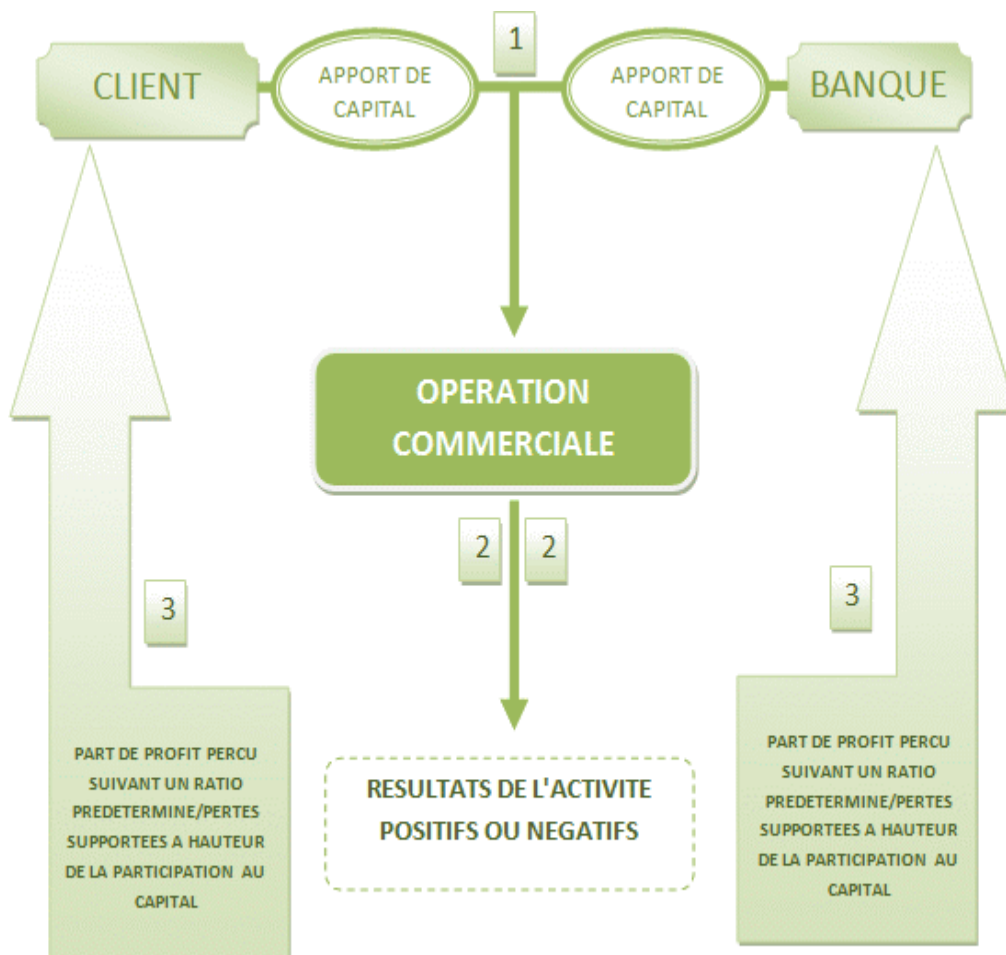 1
CLIENT
APPORT DE
CAPITAL
APPORT DE
CAPITAL
BANQUE
OPERATION
COMMERCIALE
2
2
3
3
PART DE PROFIT PERCU
SUIVANT UN RATIO
PREDETERMINE/PERTES
SUPPORTEES A HAUTEUR
DE LA PARTICIPATION AU
CAPITAL
RESULTATS DE L'ACTIVITE
POSITIFS OU NEGATIFS
PART DE PROFIT PERCU
SUIVANT UN RATIO
PREDETERMINE/PERTES
SUPPORTEES A HAUTEUR
DE LA PARTICIPATION AU
CAPITAL